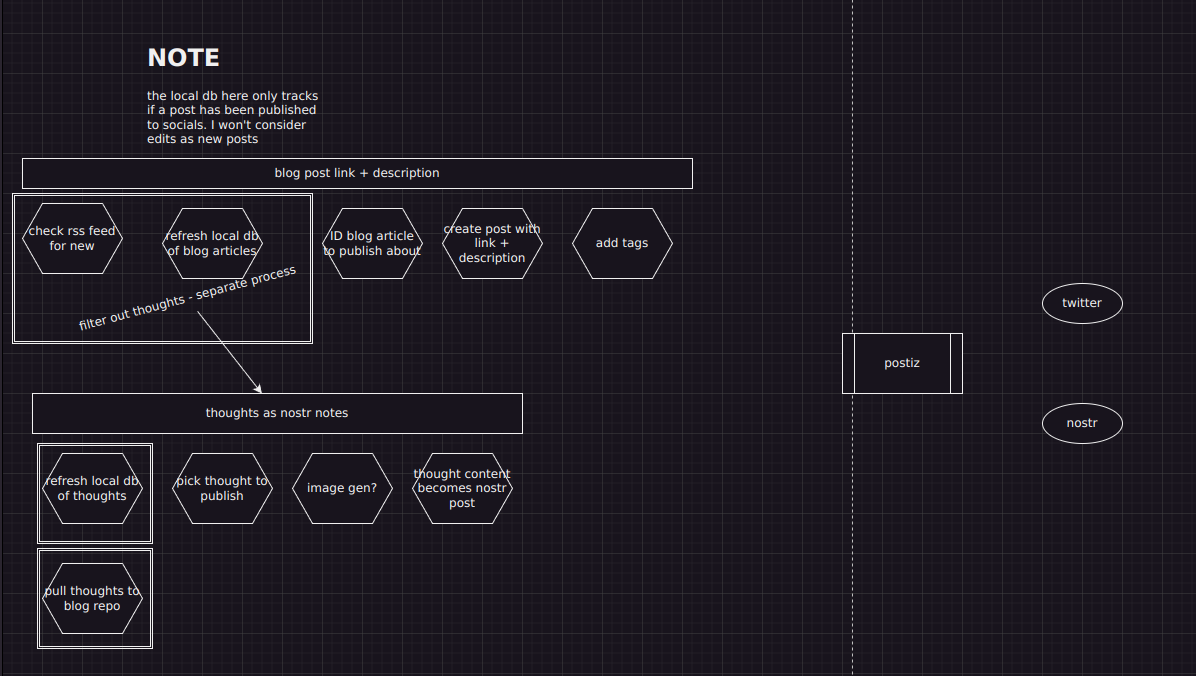 NOTE
the local db here only tracks
if a post has been published
to socials. I won't consider
edits as new posts
blog post link + description
check rss feed
for new
refresh local db
of blog articles
ID blog article
to publish about
create post with
link +
description
add tags
filter out thoughts - separate process
twitter
postiz
nostr
thoughts as nostr notes
refresh local db
of thoughts
pick thought to
publish
image gen?
thought content
becomes nostr
post
pull thoughts to
blog repo